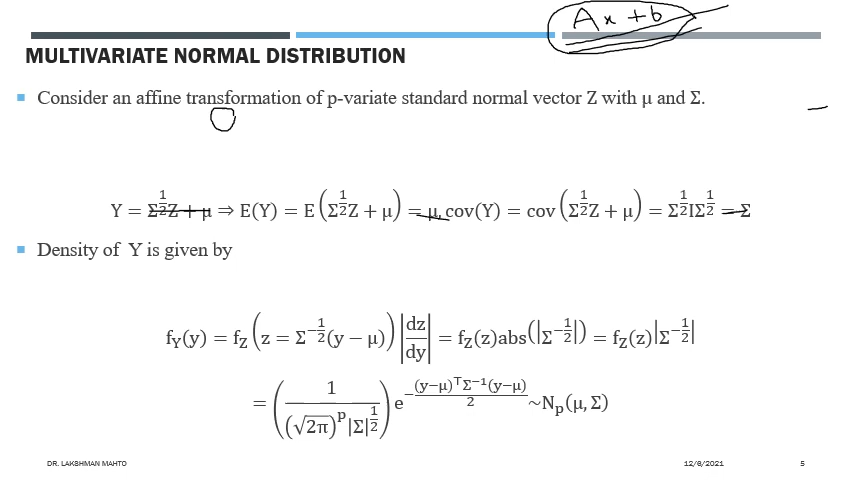 Ax + b
MULTIVARIATE NORMAL DISTRIBUTION
Consider an affine transformation of p-variate standard normal vector Z with μ and Σ.
Y = Σ^{1/2}Z + μ ⇒ E(Y) = E(Σ^{1/2}Z + μ) = μ, cov(Y) = cov(Σ^{1/2}Z + μ) = Σ^{1/2}IΣ^{1/2} = Σ
Density of Y is given by
f_Y(y) = f_Z(z = Σ^{-1/2}(y − μ)) |dz/dy| = f_Z(z)abs(|Σ^{-1/2}|) = f_Z(z)|Σ^{-1/2}|
= (1/((√2π)^p |Σ|^{1/2})) e^{-(y−μ)^⊤Σ^{-1}(y−μ)/2} ~N_p(μ, Σ)
DR. LAKSHMAN MAHTO 12/8/2021 5